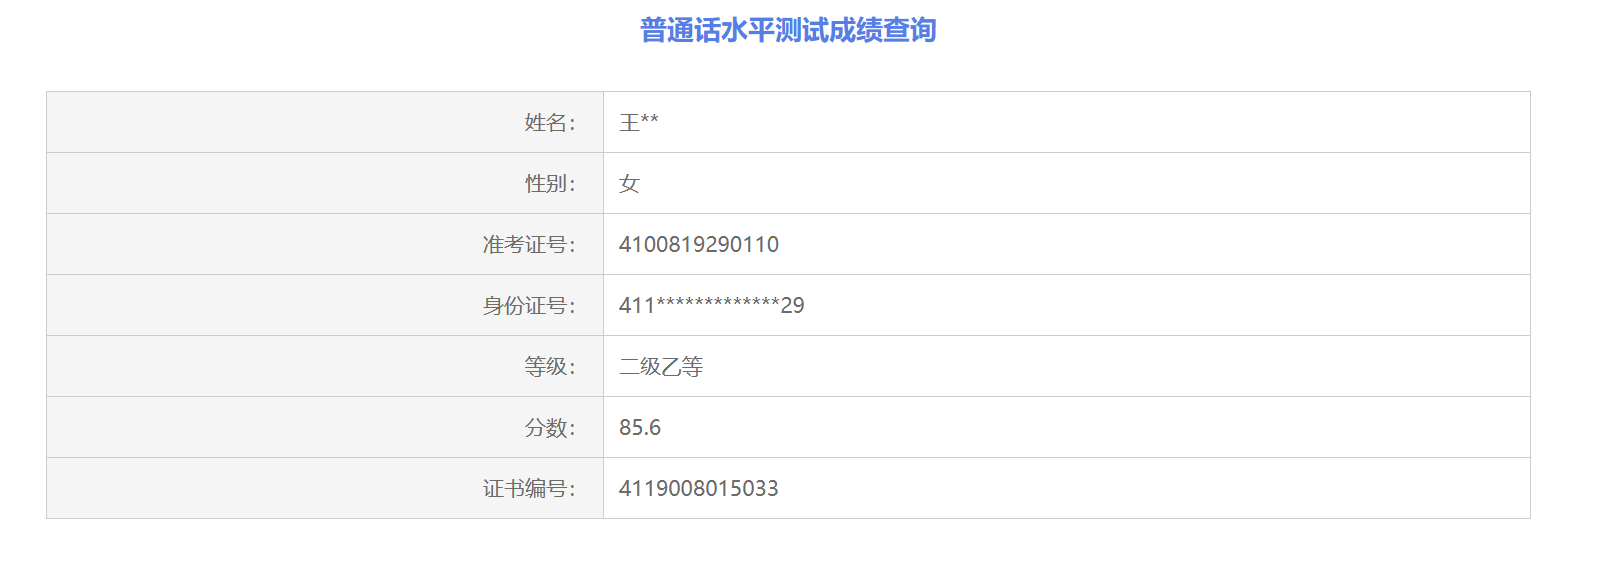 普通话水平测试成绩查询
姓名： 王**
性别： 女
准考证号： 4100819290110
身份证号： 411*************29
等级： 二级乙等
分数： 85.6
证书编号： 4119008015033